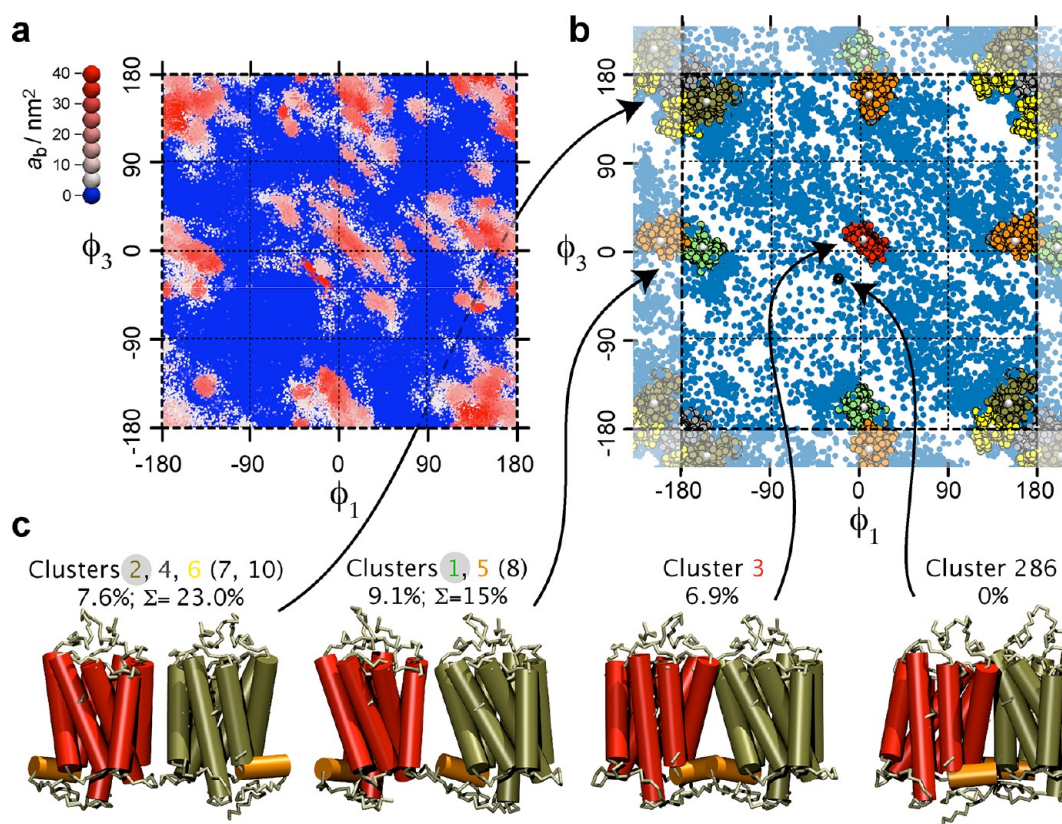 a
40
30
20
10
0
a_b / nm²
180
90
0
-90
-180
ϕ₃
-180 -90 0 90 180
ϕ₁
b
180
90
0
-90
-180
ϕ₃
-180 -90 0 90 180
ϕ₁
c
Clusters 2, 4, 6 (7, 10)
7.6%; Σ= 23.0%
Clusters 1, 5 (8)
9.1%; Σ=15%
Cluster 3
6.9%
Cluster 286
0%